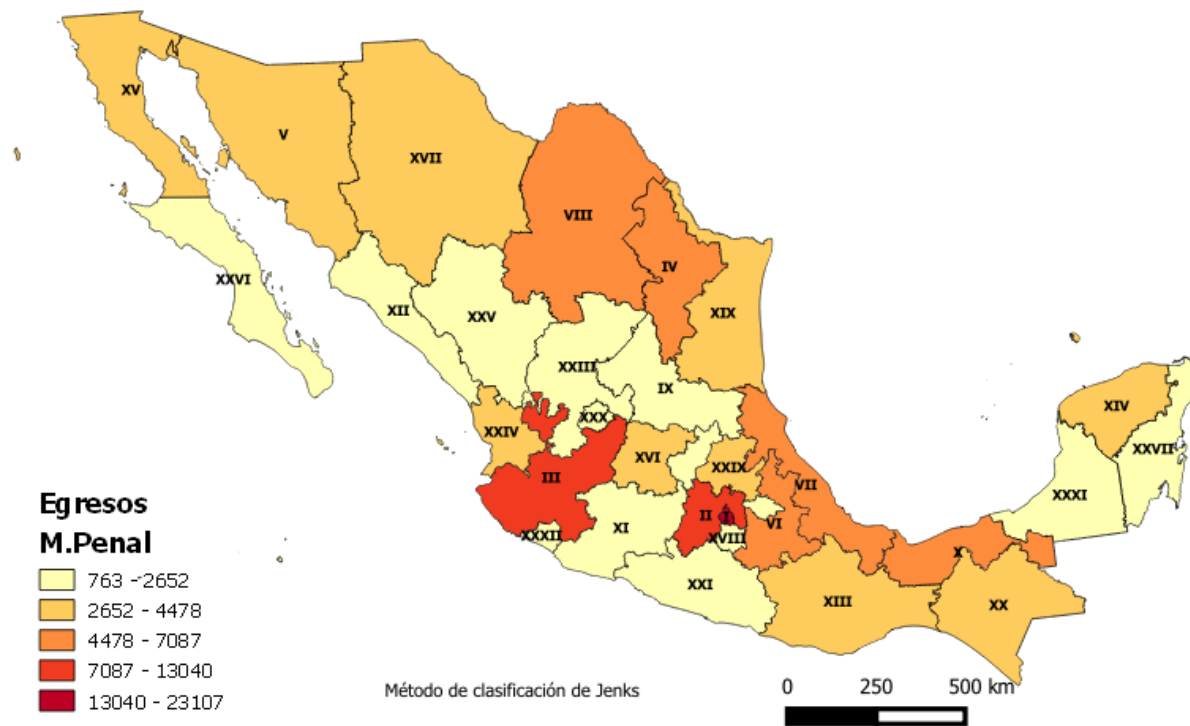 XV
V
XVII
VIII
XXVI
IV
XII
XXV
XIX
XXIII
IX
XXX
XXIV
XVI
XXIX
XIV
III
VII
XXVII
II
I
VI
XXXI
XXXII
XI
XVIII
X
XXI
XIII
XX
Egresos
M.Penal
763 - 2652
2652 - 4478
4478 - 7087
7087 - 13040
13040 - 23107
Método de clasificación de Jenks
0 250 500 km